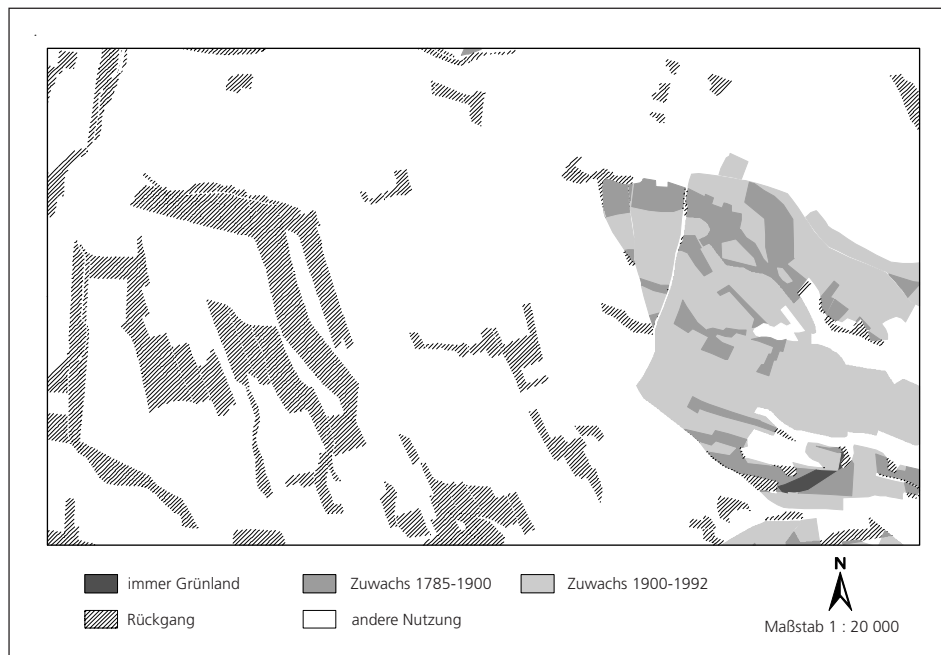 immer Grünland
Zuwachs 1785-1900
Zuwachs 1900-1992
Rückgang
andere Nutzung
N
Maßstab 1 : 20 000